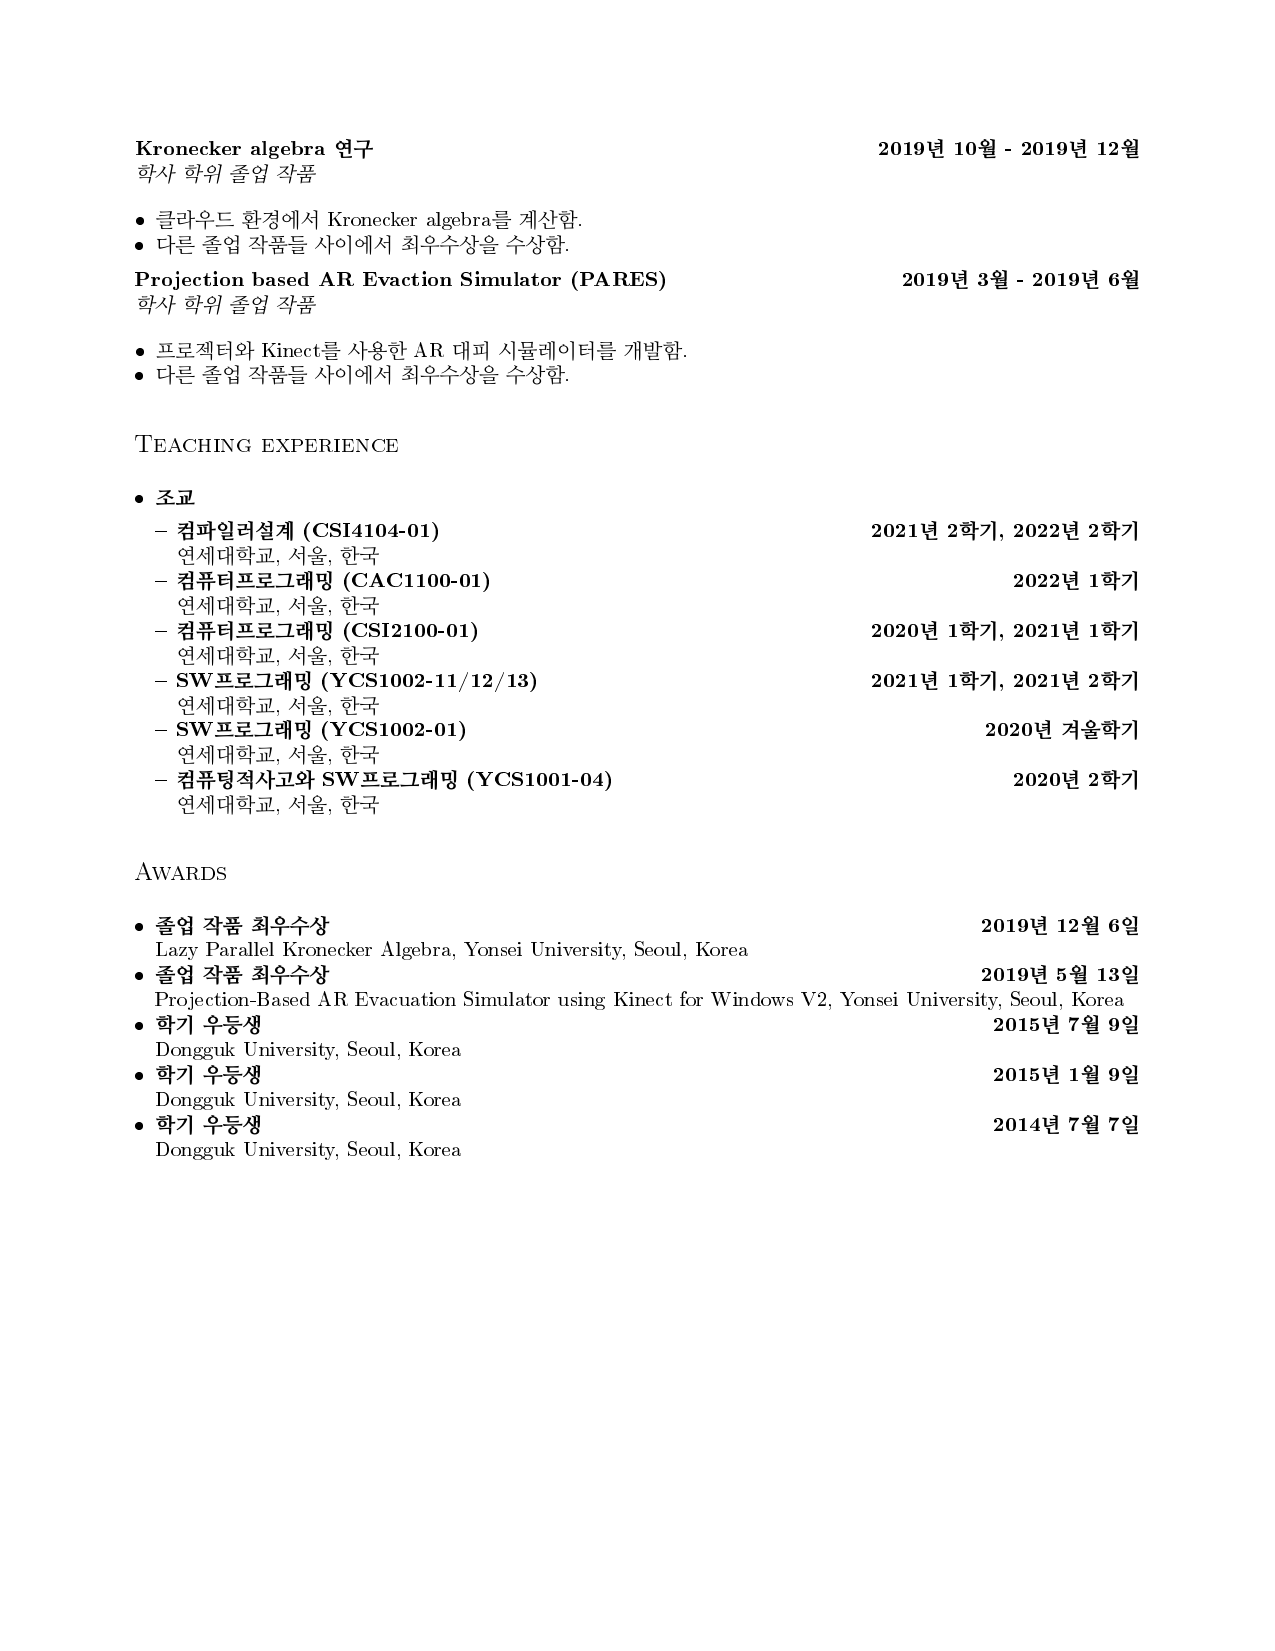 Kronecker algebra 연구 2019년 10월 - 2019년 12월
학사 학위 졸업 작품
• 클라우드 환경에서 Kronecker algebra를 계산함.
• 다른 졸업 작품들 사이에서 최우수상을 수상함.
Projection based AR Evaction Simulator (PARES) 2019년 3월 - 2019년 6월
학사 학위 졸업 작품
• 프로젝터와 Kinect를 사용한 AR 대피 시뮬레이터를 개발함.
• 다른 졸업 작품들 사이에서 최우수상을 수상함.
TEACHING EXPERIENCE
• 조교
– 컴파일러설계 (CSI4104-01) 2021년 2학기, 2022년 2학기
연세대학교, 서울, 한국
– 컴퓨터프로그래밍 (CAC1100-01) 2022년 1학기
연세대학교, 서울, 한국
– 컴퓨터프로그래밍 (CSI2100-01) 2020년 1학기, 2021년 1학기
연세대학교, 서울, 한국
– SW프로그래밍 (YCS1002-11/12/13) 2021년 1학기, 2021년 2학기
연세대학교, 서울, 한국
– SW프로그래밍 (YCS1002-01) 2020년 겨울학기
연세대학교, 서울, 한국
– 컴퓨팅적사고와 SW프로그래밍 (YCS1001-04) 2020년 2학기
연세대학교, 서울, 한국
AWARDS
• 졸업 작품 최우수상 2019년 12월 6일
Lazy Parallel Kronecker Algebra, Yonsei University, Seoul, Korea
• 졸업 작품 최우수상 2019년 5월 13일
Projection-Based AR Evacuation Simulator using Kinect for Windows V2, Yonsei University, Seoul, Korea
• 학기 우등생 2015년 7월 9일
Dongguk University, Seoul, Korea
• 학기 우등생 2015년 1월 9일
Dongguk University, Seoul, Korea
• 학기 우등생 2014년 7월 7일
Dongguk University, Seoul, Korea